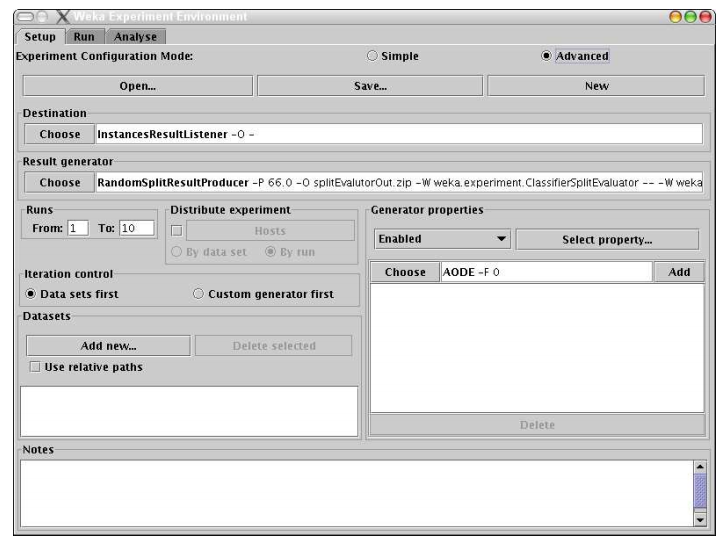 Weka Experiment Environment
Setup Run Analyse
Experiment Configuration Mode: Simple Advanced
Open... Save... New
Destination
Choose InstancesResultListener -O -
Result generator
Choose RandomSplitResultProducer -P 66.0 -O splitEvalutorOut.zip -W weka.experiment.ClassifierSplitEvaluator -- -W weka
Runs
From: 1 To: 10
Distribute experiment
Hosts
By data set By run
Generator properties
Enabled Select property...
Choose AODE -F 0 Add
Iteration control
Data sets first Custom generator first
Datasets
Add new... Delete selected
Use relative paths
Delete
Notes